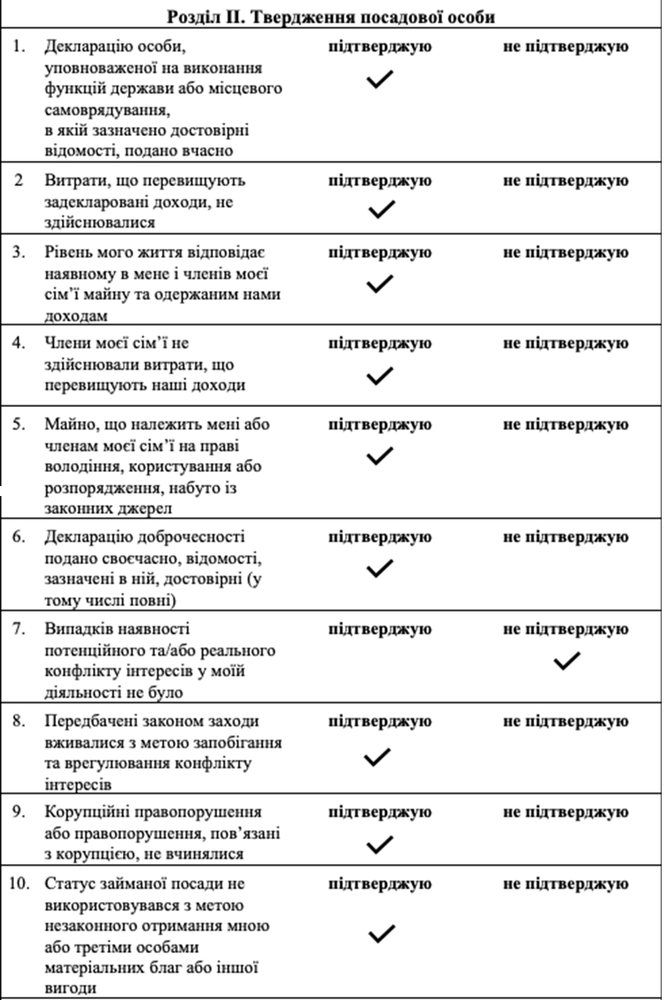 Розділ II. Твердження посадової особи
1. Декларацію особи, підтверджую не підтверджую
уповноваженої на виконання
функцій держави або місцевого
самоврядування,
в якій зазначено достовірні
відомості, подано вчасно
2 Витрати, що перевищують підтверджую не підтверджую
задекларовані доходи, не
здійснювалися
3. Рівень мого життя відповідає підтверджую не підтверджую
наявному в мене і членів моєї
сім’ї майну та одержаним нами
доходам
4. Члени моєї сім’ї не підтверджую не підтверджую
здійснювали витрати, що
перевищують наші доходи
5. Майно, що належить мені або підтверджую не підтверджую
членам моєї сім’ї на праві
володіння, користування або
розпорядження, набуто із
законних джерел
6. Декларацію доброчесності підтверджую не підтверджую
подано своєчасно, відомості,
зазначені в ній, достовірні (у
тому числі повні)
7. Випадків наявності підтверджую не підтверджую
потенційного та/або реального
конфлікту інтересів у моїй
діяльності не було
8. Передбачені законом заходи підтверджую не підтверджую
вживалися з метою запобігання
та врегулювання конфлікту
інтересів
9. Корупційні правопорушення підтверджую не підтверджую
або правопорушення, пов’язані
з корупцією, не вчинялися
10. Статус займаної посади не підтверджую не підтверджую
використовувався з метою
незаконного отримання мною
або третіми особами
матеріальних благ або іншої
вигоди